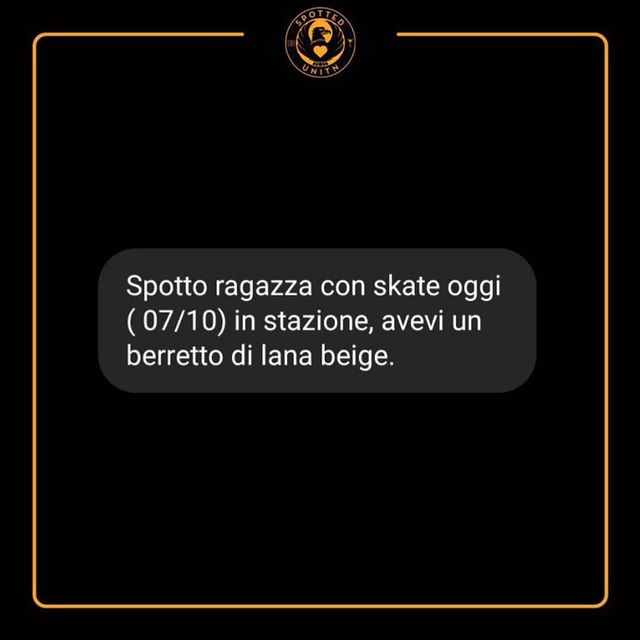 SPOTTED
UNITN
Spotto ragazza con skate oggi
( 07/10) in stazione, avevi un
berretto di lana beige.